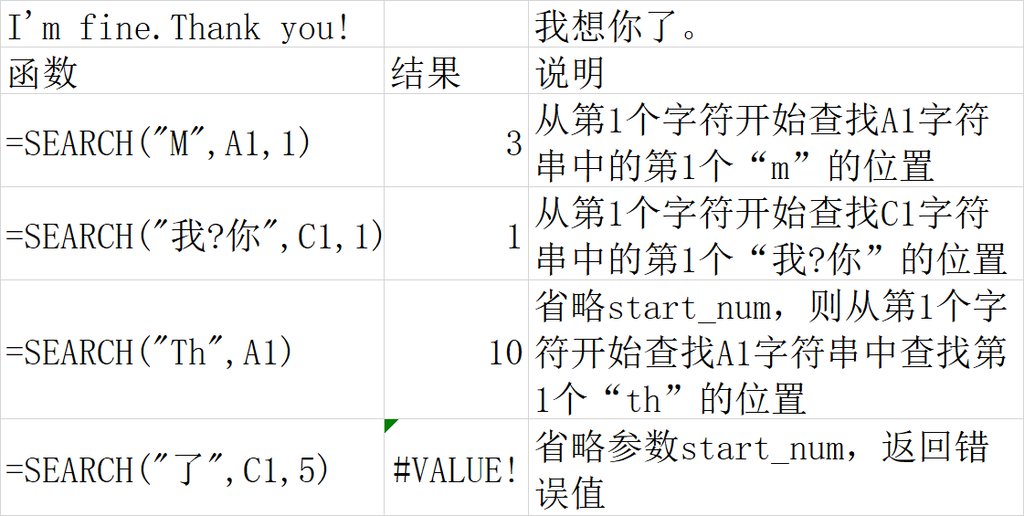 I'm fine.Thank you! 我想你了。
函数 结果 说明
=SEARCH("M",A1,1) 3 从第1个字符开始查找A1字符
串中的第1个“m”的位置
=SEARCH("我?你",C1,1) 1 从第1个字符开始查找C1字符
串中的第1个“我?你”的位置
=SEARCH("Th",A1) 10 省略start_num，则从第1个字
符开始查找A1字符串中查找第
1个“th”的位置
=SEARCH("了",C1,5) #VALUE! 省略参数start_num，返回错
误值